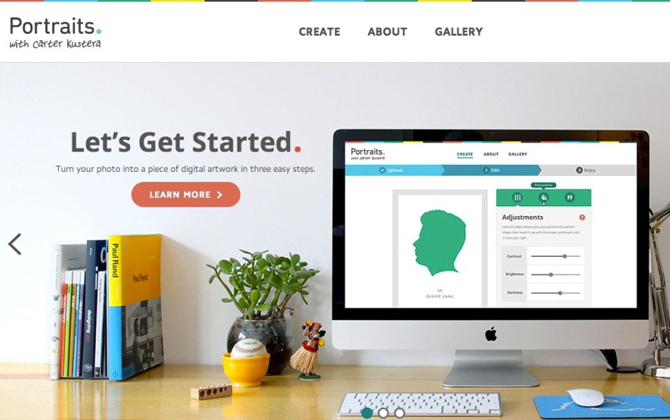 Portraits.
with Carter Kustera
CREATE ABOUT GALLERY
Let's Get Started.
Turn your photo into a piece of digital artwork in three easy steps.
LEARN MORE
Portraits.
with Carter Kustera
CREATE ABOUT GALLERY
Upload.
2 Edit.
3 Enjoy.
Adjustments
Contrast
Brightness
Darkness
Paul Rand
Paul Rand